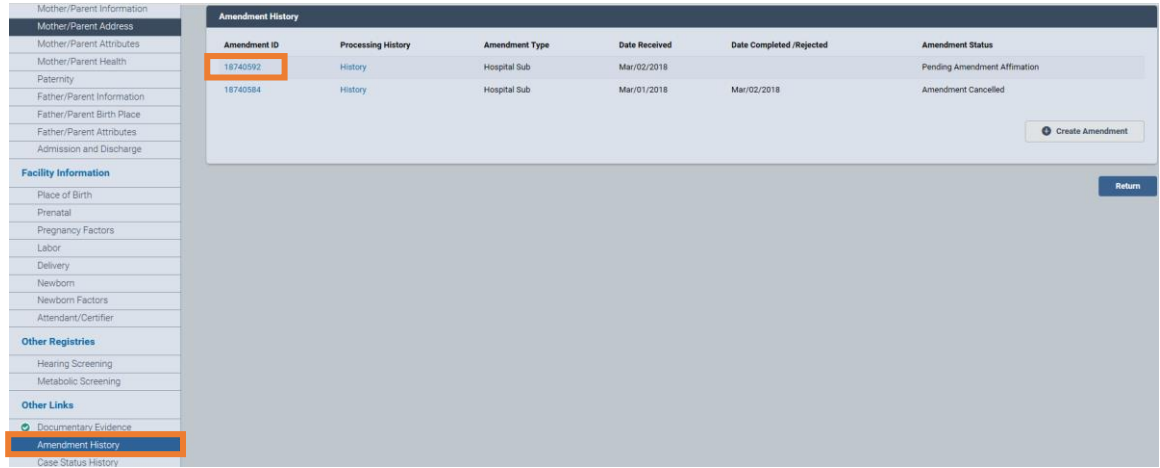 Mother/Parent Information
Mother/Parent Address
Mother/Parent Attributes
Mother/Parent Health
Paternity
Father/Parent Information
Father/Parent Birth Place
Father/Parent Attributes
Admission and Discharge
Facility Information
Place of Birth
Prenatal
Pregnancy Factors
Labor
Delivery
Newborn
Newborn Factors
Attendant/Certifier
Other Registries
Hearing Screening
Metabolic Screening
Other Links
Documentary Evidence
Amendment History
Case Status History
Amendment History
Amendment ID Processing History Amendment Type Date Received Date Completed /Rejected Amendment Status
18740592 History Hospital Sub Mar/02/2018 Pending Amendment Affimation
18740584 History Hospital Sub Mar/01/2018 Mar/02/2018 Amendment Cancelled
Create Amendment
Return